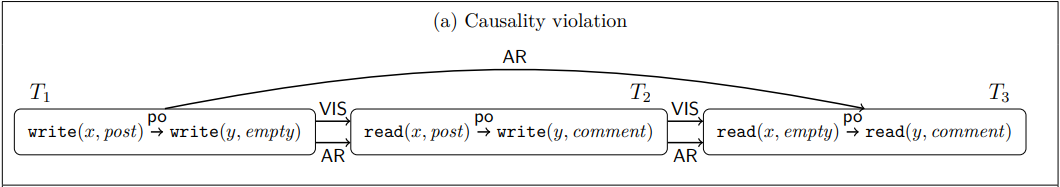 (a) Causality violation
AR
T1 T2 T3
VIS VIS
po po po
write(x, post) → write(y, empty) read(x, post) → write(y, comment) read(x, empty) → read(y, comment)
AR AR